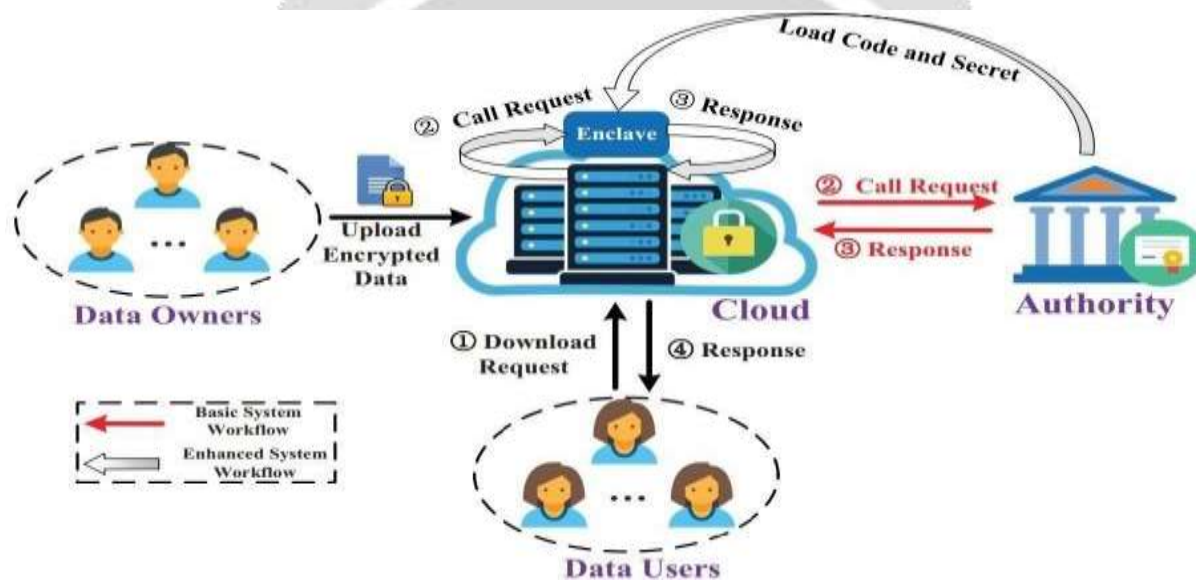 Load Code and Secret
② Call Request
③ Response
Enclave
② Call Request
③ Response
Upload
Encrypted
Data
Data Owners
Cloud
Authority
① Download
Request
④ Response
Basic System
Workflow
Enhanced System
Workflow
...
...
Data Users